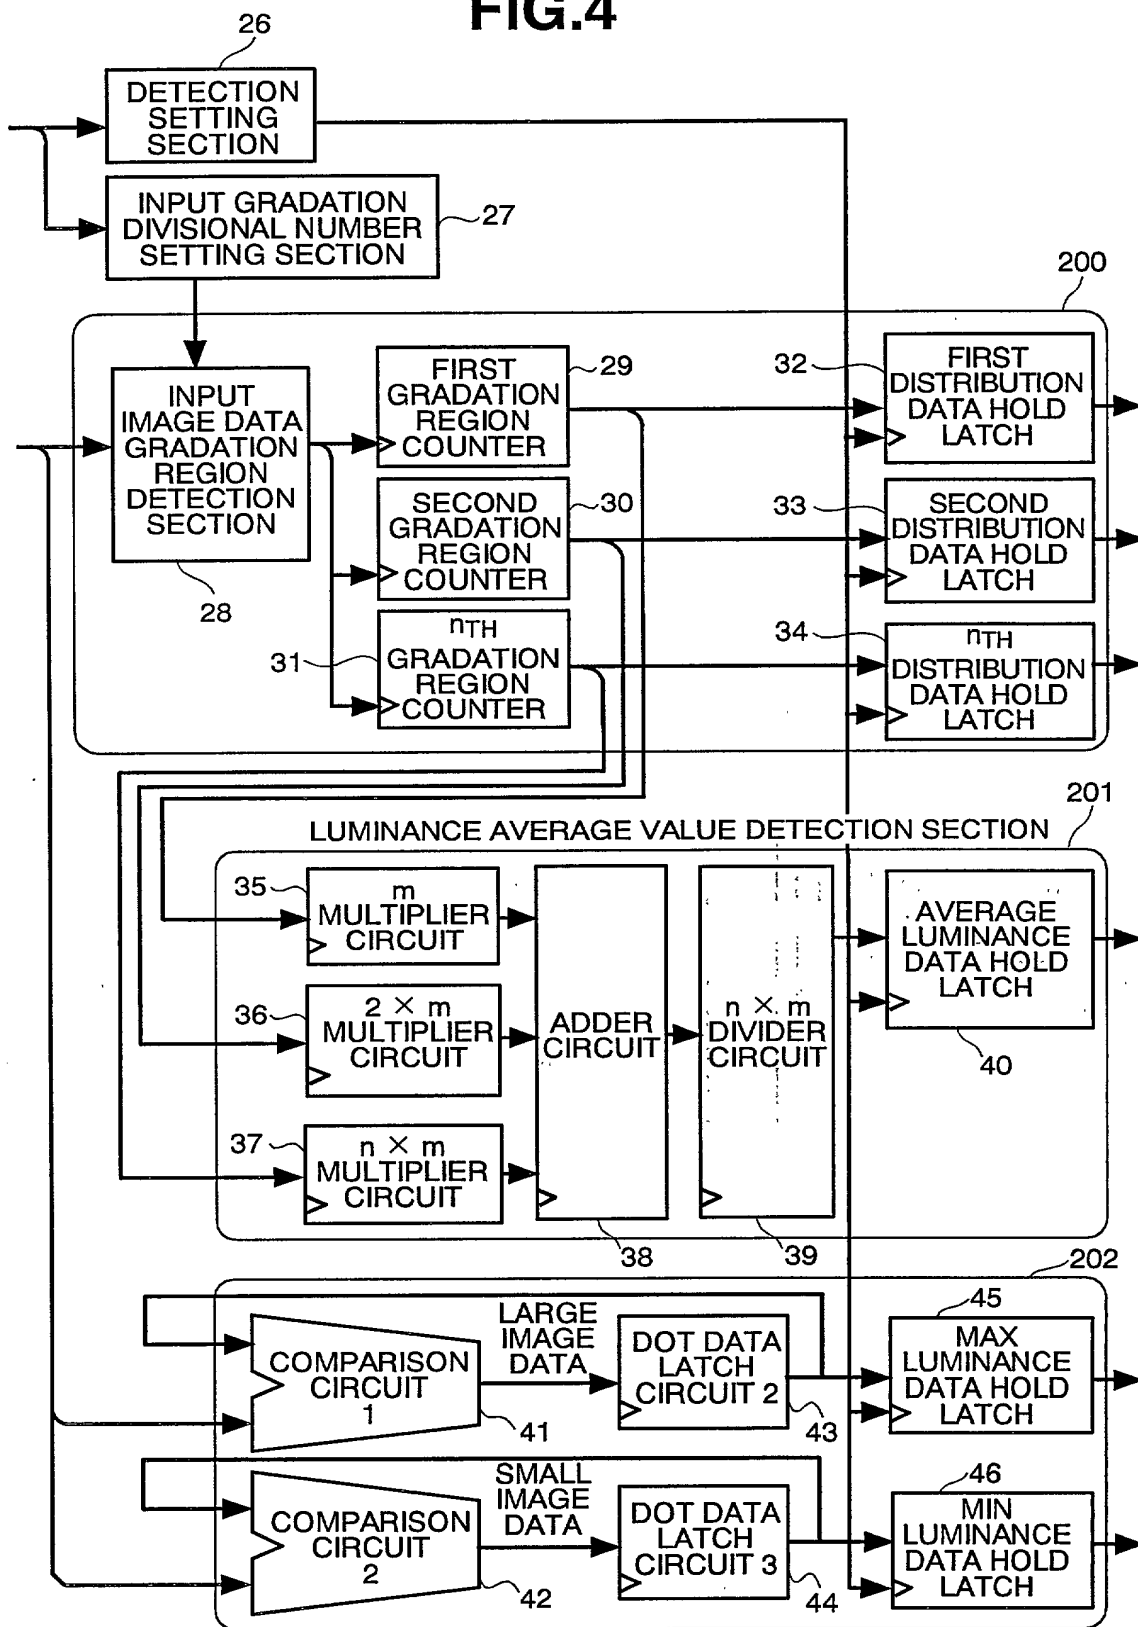 FIG.4
26
DETECTION
SETTING
SECTION
INPUT GRADATION
DIVISIONAL NUMBER
SETTING SECTION
27
200
INPUT
IMAGE DATA
GRADATION
REGION
DETECTION
SECTION
28
FIRST
GRADATION
REGION
COUNTER
29
SECOND
GRADATION
REGION
COUNTER
30
nTH
GRADATION
REGION
COUNTER
31
32
FIRST
DISTRIBUTION
DATA HOLD
LATCH
33
SECOND
DISTRIBUTION
DATA HOLD
LATCH
34
nTH
DISTRIBUTION
DATA HOLD
LATCH
201
LUMINANCE AVERAGE VALUE DETECTION SECTION
35
m
MULTIPLIER
CIRCUIT
36
2 × m
MULTIPLIER
CIRCUIT
37
n × m
MULTIPLIER
CIRCUIT
ADDER
CIRCUIT
38
n × m
DIVIDER
CIRCUIT
39
AVERAGE
LUMINANCE
DATA HOLD
LATCH
40
202
COMPARISON
CIRCUIT
1
41
LARGE
IMAGE
DATA
DOT DATA
LATCH
CIRCUIT 2
43
45
MAX
LUMINANCE
DATA HOLD
LATCH
COMPARISON
CIRCUIT
2
42
SMALL
IMAGE
DATA
DOT DATA
LATCH
CIRCUIT 3
44
46
MIN
LUMINANCE
DATA HOLD
LATCH